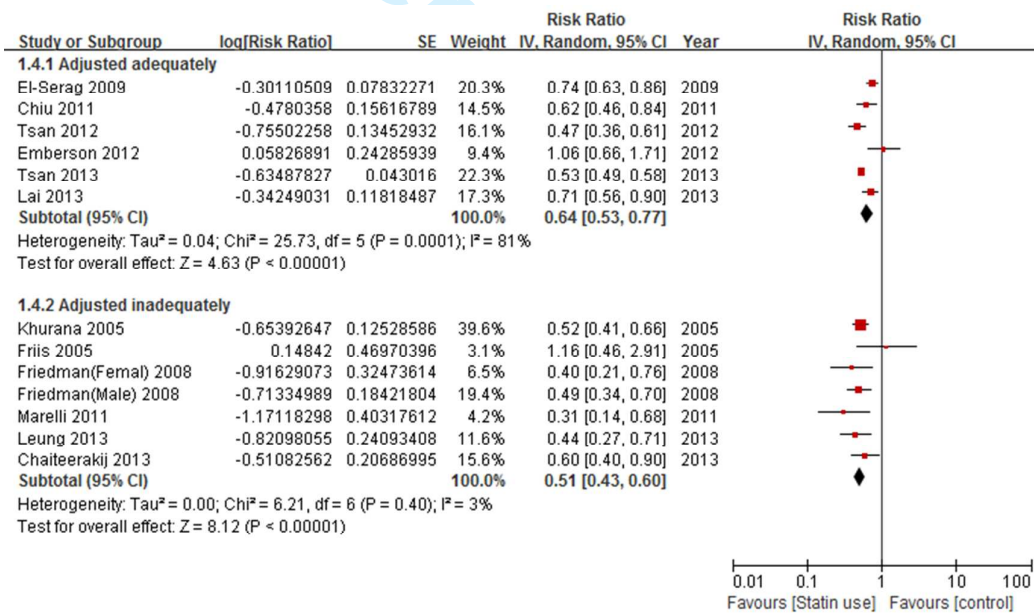 Risk Ratio Risk Ratio
Study or Subgroup log[Risk Ratio] SE Weight IV, Random, 95% CI Year IV, Random, 95% CI
1.4.1 Adjusted adequately
El-Serag 2009 -0.30110509 0.07832271 20.3% 0.74 [0.63, 0.86] 2009
Chiu 2011 -0.4780358 0.15616789 14.5% 0.62 [0.46, 0.84] 2011
Tsan 2012 -0.75502258 0.13452932 16.1% 0.47 [0.36, 0.61] 2012
Emberson 2012 0.05826891 0.24285939 9.4% 1.06 [0.66, 1.71] 2012
Tsan 2013 -0.63487827 0.043016 22.3% 0.53 [0.49, 0.58] 2013
Lai 2013 -0.34249031 0.11818487 17.3% 0.71 [0.56, 0.90] 2013
Subtotal (95% CI) 100.0% 0.64 [0.53, 0.77]
Heterogeneity: Tau² = 0.04; Chi² = 25.73, df = 5 (P = 0.0001); I² = 81%
Test for overall effect: Z = 4.63 (P < 0.00001)
1.4.2 Adjusted inadequately
Khurana 2005 -0.65392647 0.12528586 39.6% 0.52 [0.41, 0.66] 2005
Friis 2005 0.14842 0.46970396 3.1% 1.16 [0.46, 2.91] 2005
Friedman(Femal) 2008 -0.91629073 0.32473614 6.5% 0.40 [0.21, 0.76] 2008
Friedman(Male) 2008 -0.71334989 0.18421804 19.4% 0.49 [0.34, 0.70] 2008
Marelli 2011 -1.17118298 0.40317612 4.2% 0.31 [0.14, 0.68] 2011
Leung 2013 -0.82098055 0.24093408 11.6% 0.44 [0.27, 0.71] 2013
Chaiteerakij 2013 -0.51082562 0.20686995 15.6% 0.60 [0.40, 0.90] 2013
Subtotal (95% CI) 100.0% 0.51 [0.43, 0.60]
Heterogeneity: Tau² = 0.00; Chi² = 6.21, df = 6 (P = 0.40); I² = 3%
Test for overall effect: Z = 8.12 (P < 0.00001)
0.01 0.1 1 10 100
Favours [Statin use] Favours [control]